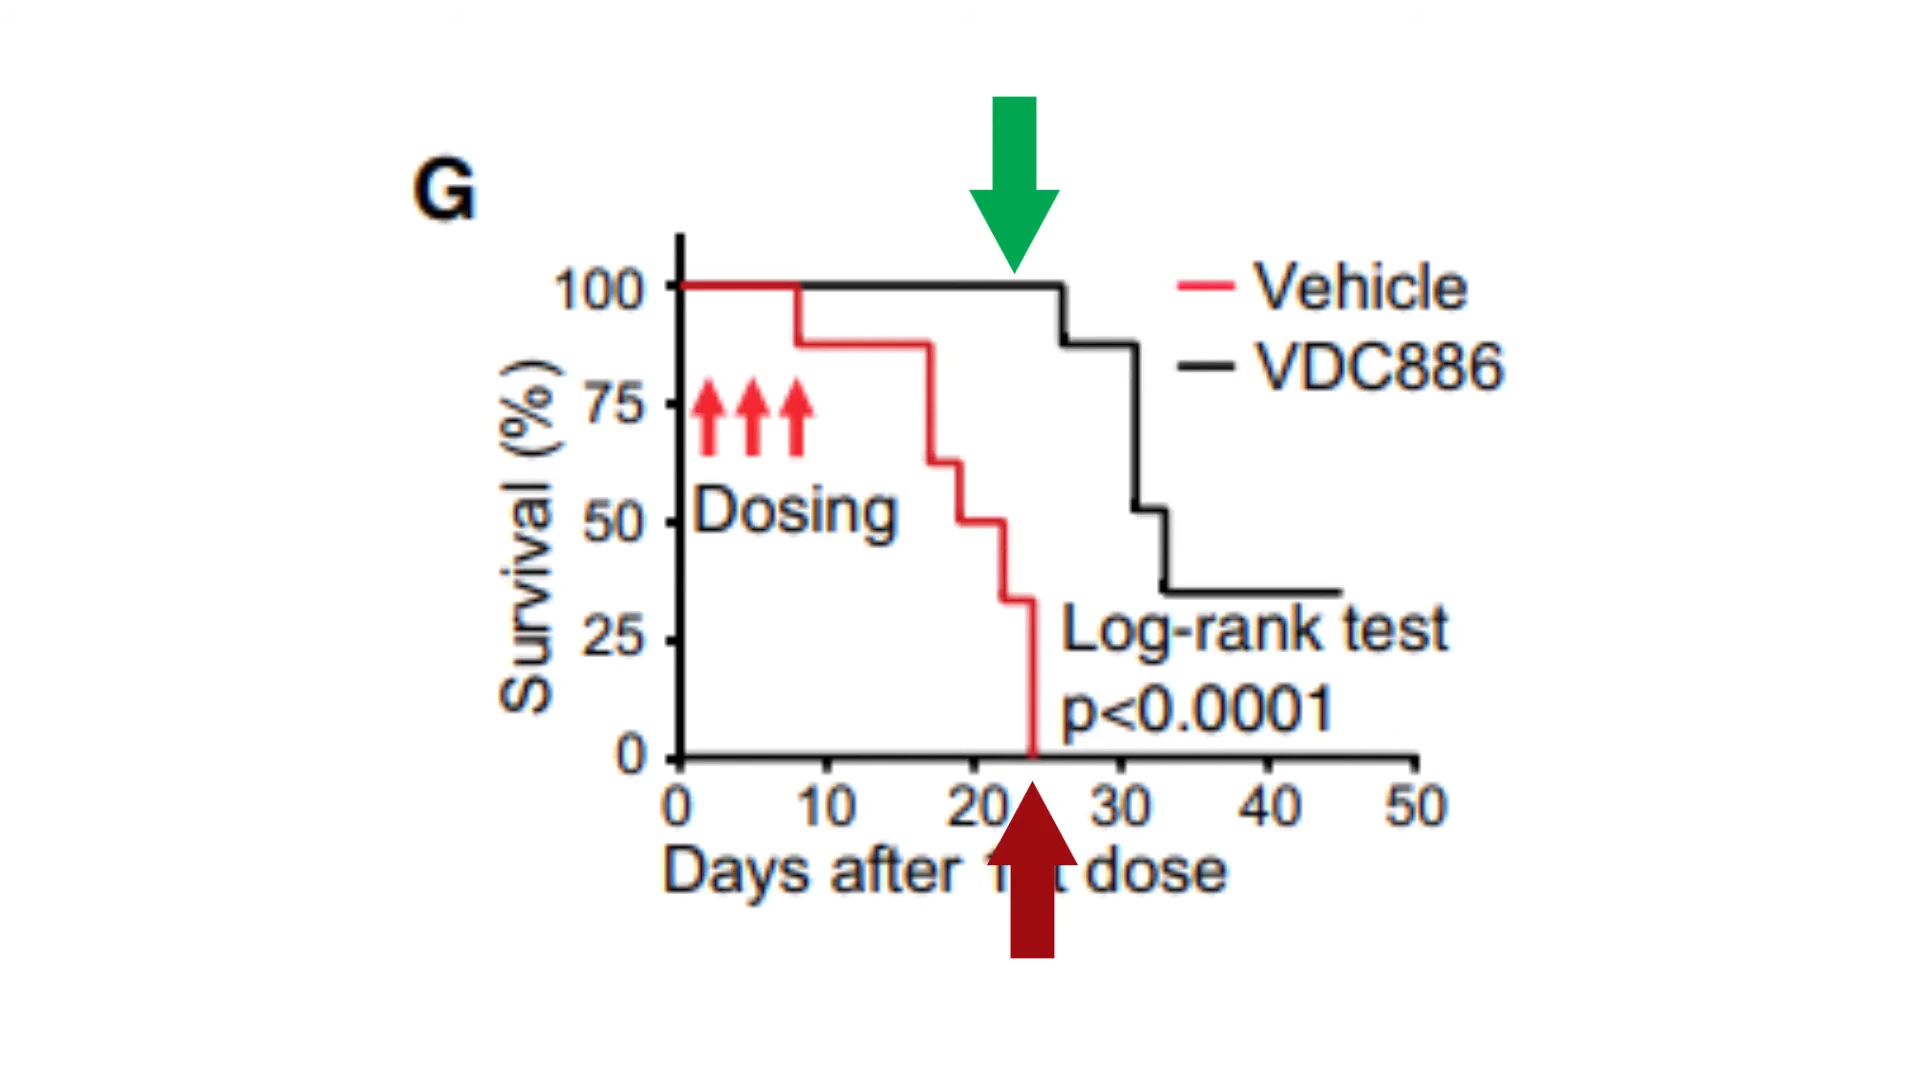 G
100
75
50
25
0
Survival (%)
Dosing
Vehicle
VDC886
Log-rank test
p<0.0001
0 10 20 30 40 50
Days after dose